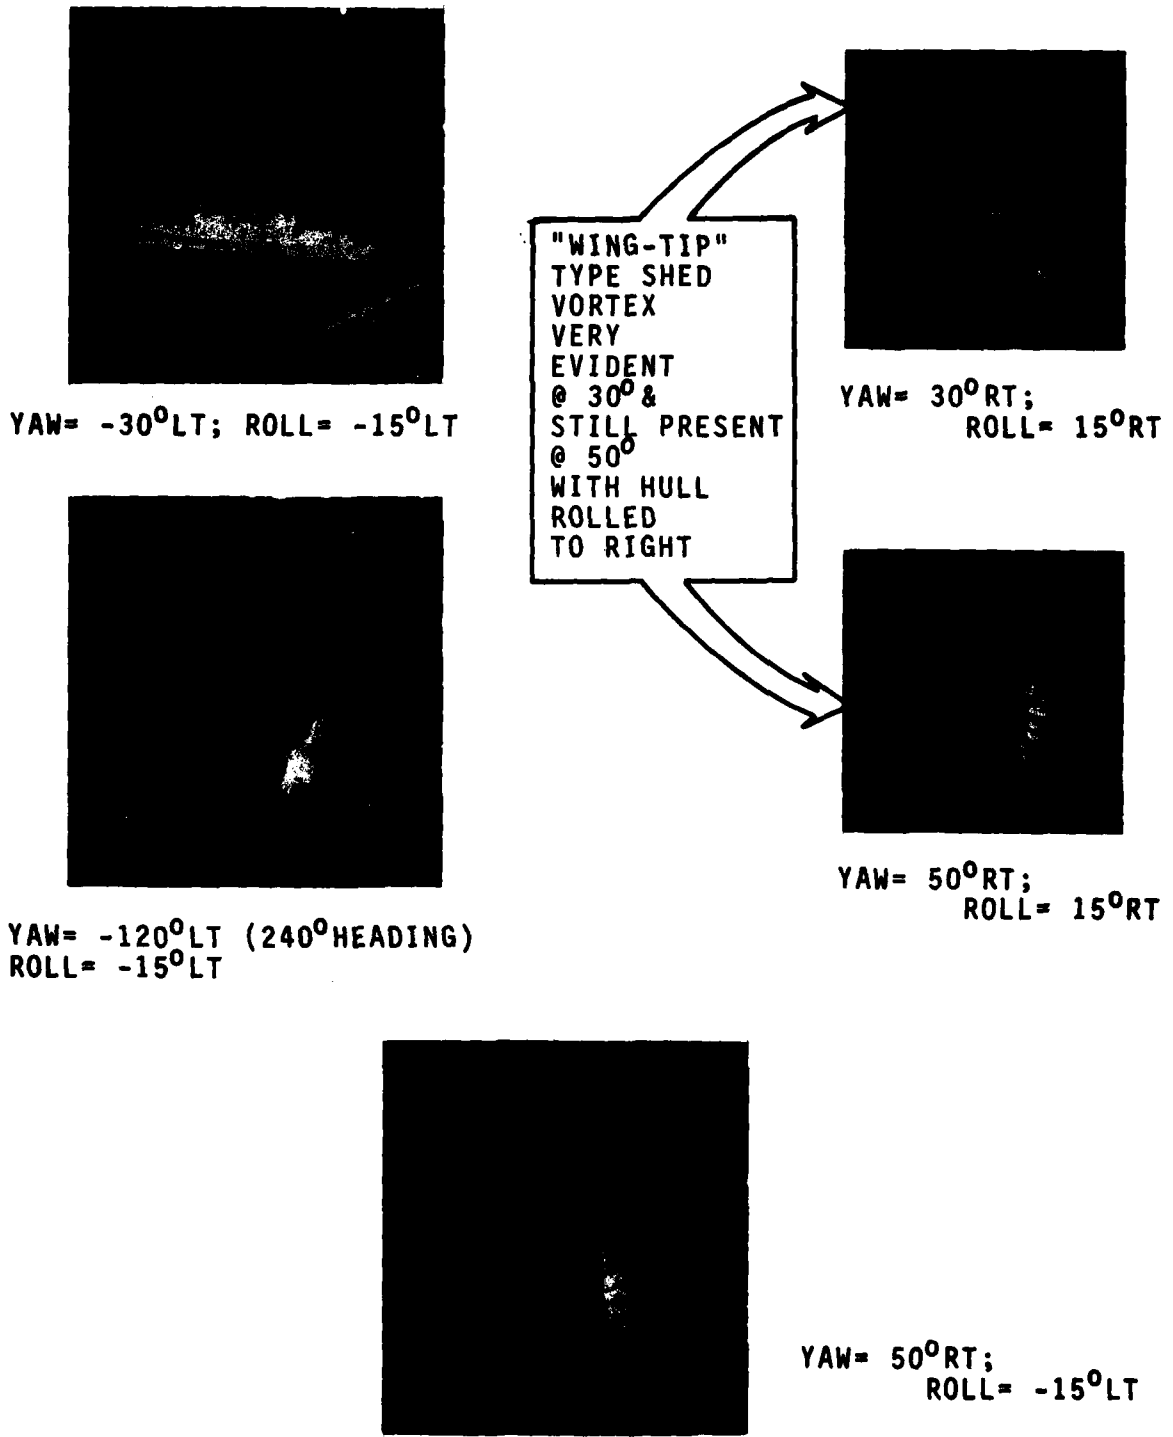 "WING-TIP"
TYPE SHED
VORTEX
VERY
EVIDENT
@ 30° &
STILL PRESENT
@ 50°
WITH HULL
ROLLED
TO RIGHT
YAW= -30°LT; ROLL= -15°LT
YAW= 30°RT;
ROLL= 15°RT
YAW= -120°LT (240°HEADING)
ROLL= -15°LT
YAW= 50°RT;
ROLL= 15°RT
YAW= 50°RT;
ROLL= -15°LT